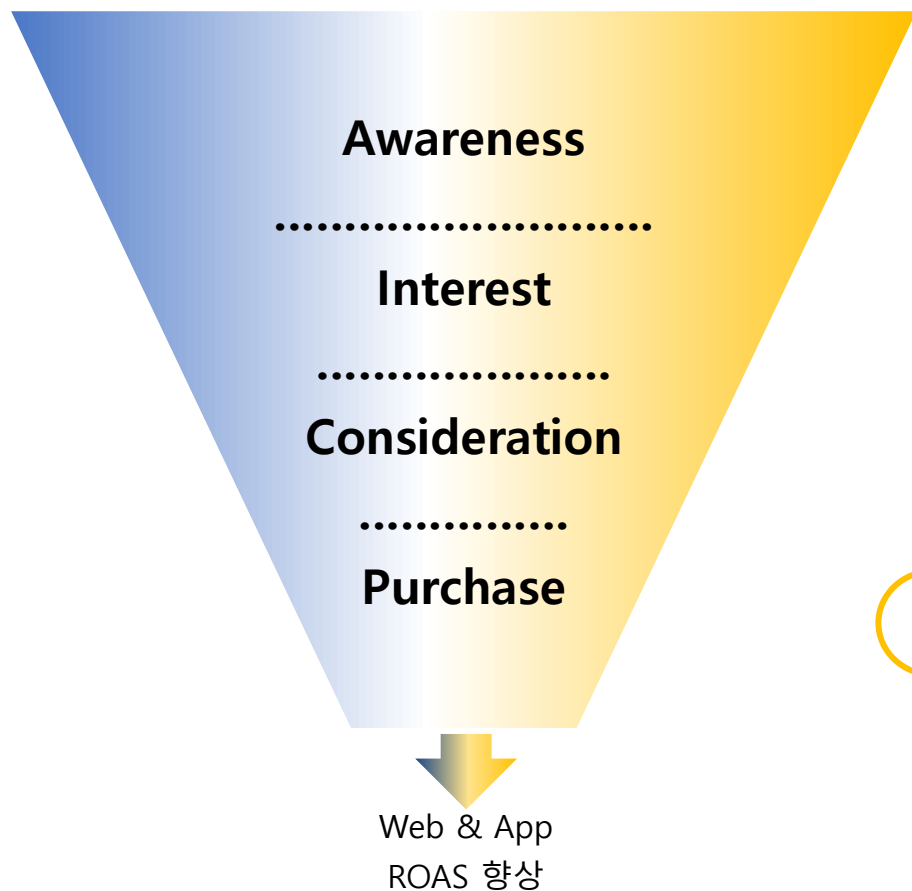 Awareness
Interest
Consideration
Purchase
Web & App
ROAS 향상